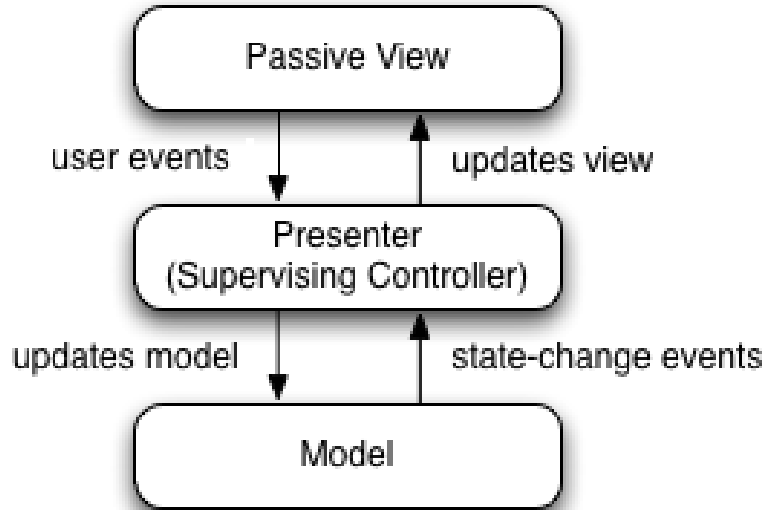 Passive View
user events
updates view
Presenter
(Supervising Controller)
updates model
state-change events
Model